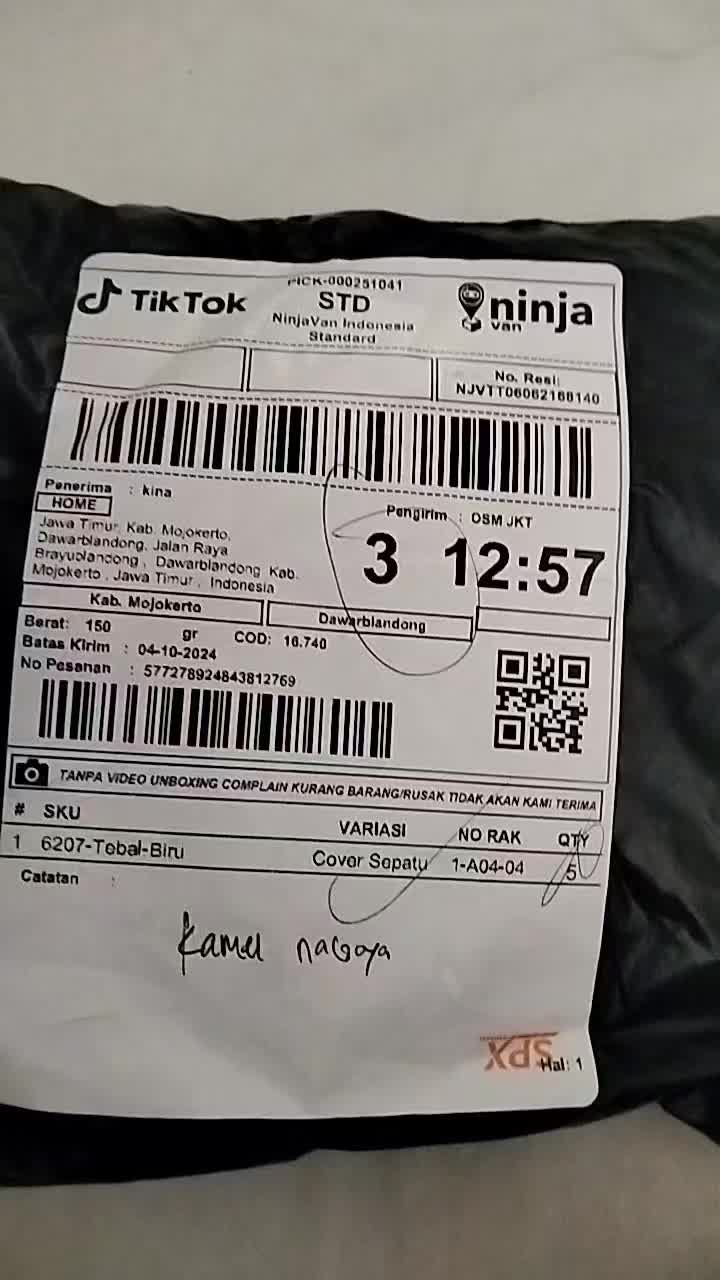 TikTok
PICK-000251041
STD
NinjaVan Indonesia
Standard
ninja
van
No. Resi:
NJVTT06062166140
Penerima : kina
HOME
Jawa Timur, Kab. Mojokerto,
Dawarblandong, Jalan Raya
Brayublandong , Dawarblandong Kab.
Mojokerto , Jawa Timur , Indonesia
Pengirim : OSM JKT
3 12:57
Kab. Mojokerto
Dawarblandong
Berat: 150 gr COD: 16.740
Batas Kirim : 04-10-2024
No Pesanan : 577278924843812769
TANPA VIDEO UNBOXING COMPLAIN KURANG BARANG/RUSAK TIDAK AKAN KAMI TERIMA
# SKU VARIASI NO RAK QTY
1 6207-Tebal-Biru Cover Sepatu 1-A04-04 5
Catatan :
nagoya
SPX
Hal: 1